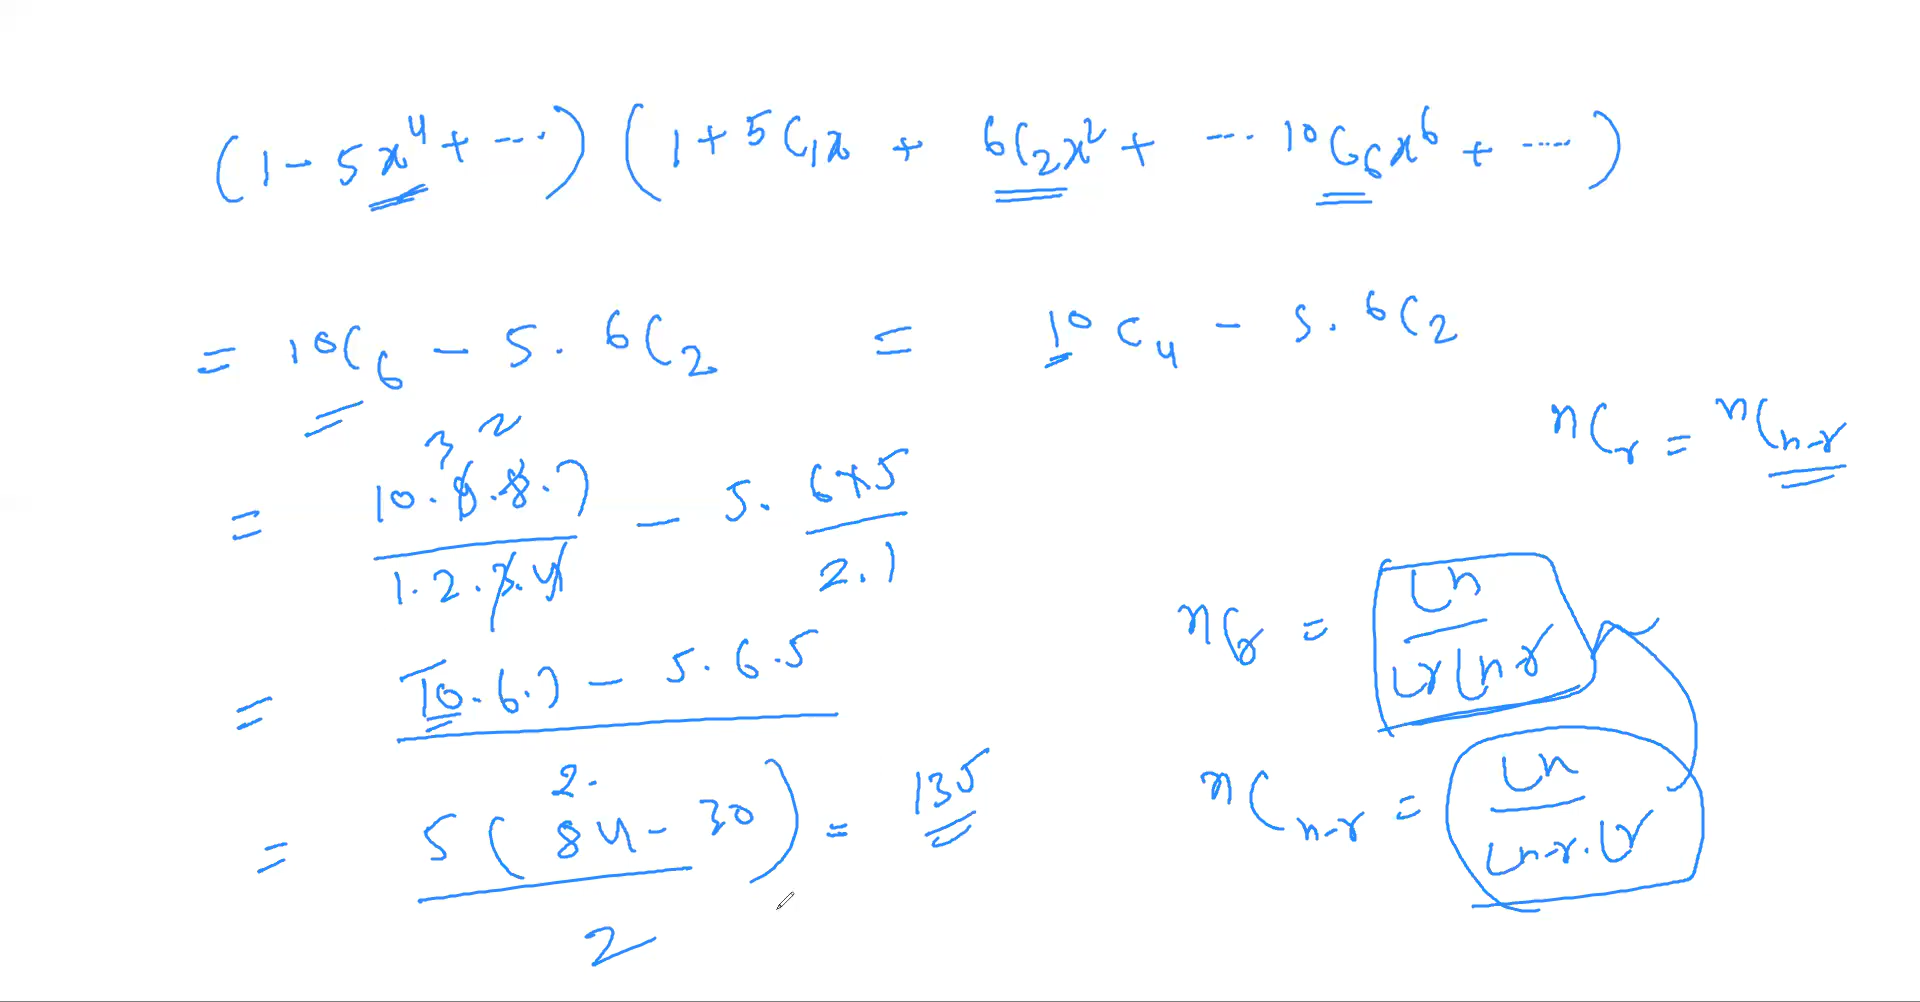 (1 - 5x⁴ + ...) (1 + ⁵C₁x + ⁶C₂x² + ... ¹⁰C₆x⁶ + ....)
= ¹⁰C₆ - 5. ⁶C₂ = ¹⁰C₄ - 5. ⁶C₂
ⁿCᵣ = ⁿCₙ₋ᵣ
3 2
= 10.9.8.7 / 1.2.3.4 - 5. 6×5 / 2.1
ⁿCᵣ = ⌊n / ⌊r ⌊n-r
= 10.6.7 - 5.6.5 / 2.
ⁿCₙ₋ᵣ = ⌊n / ⌊n-r . ⌊r
= 5 (84 - 30) / 2 = 135